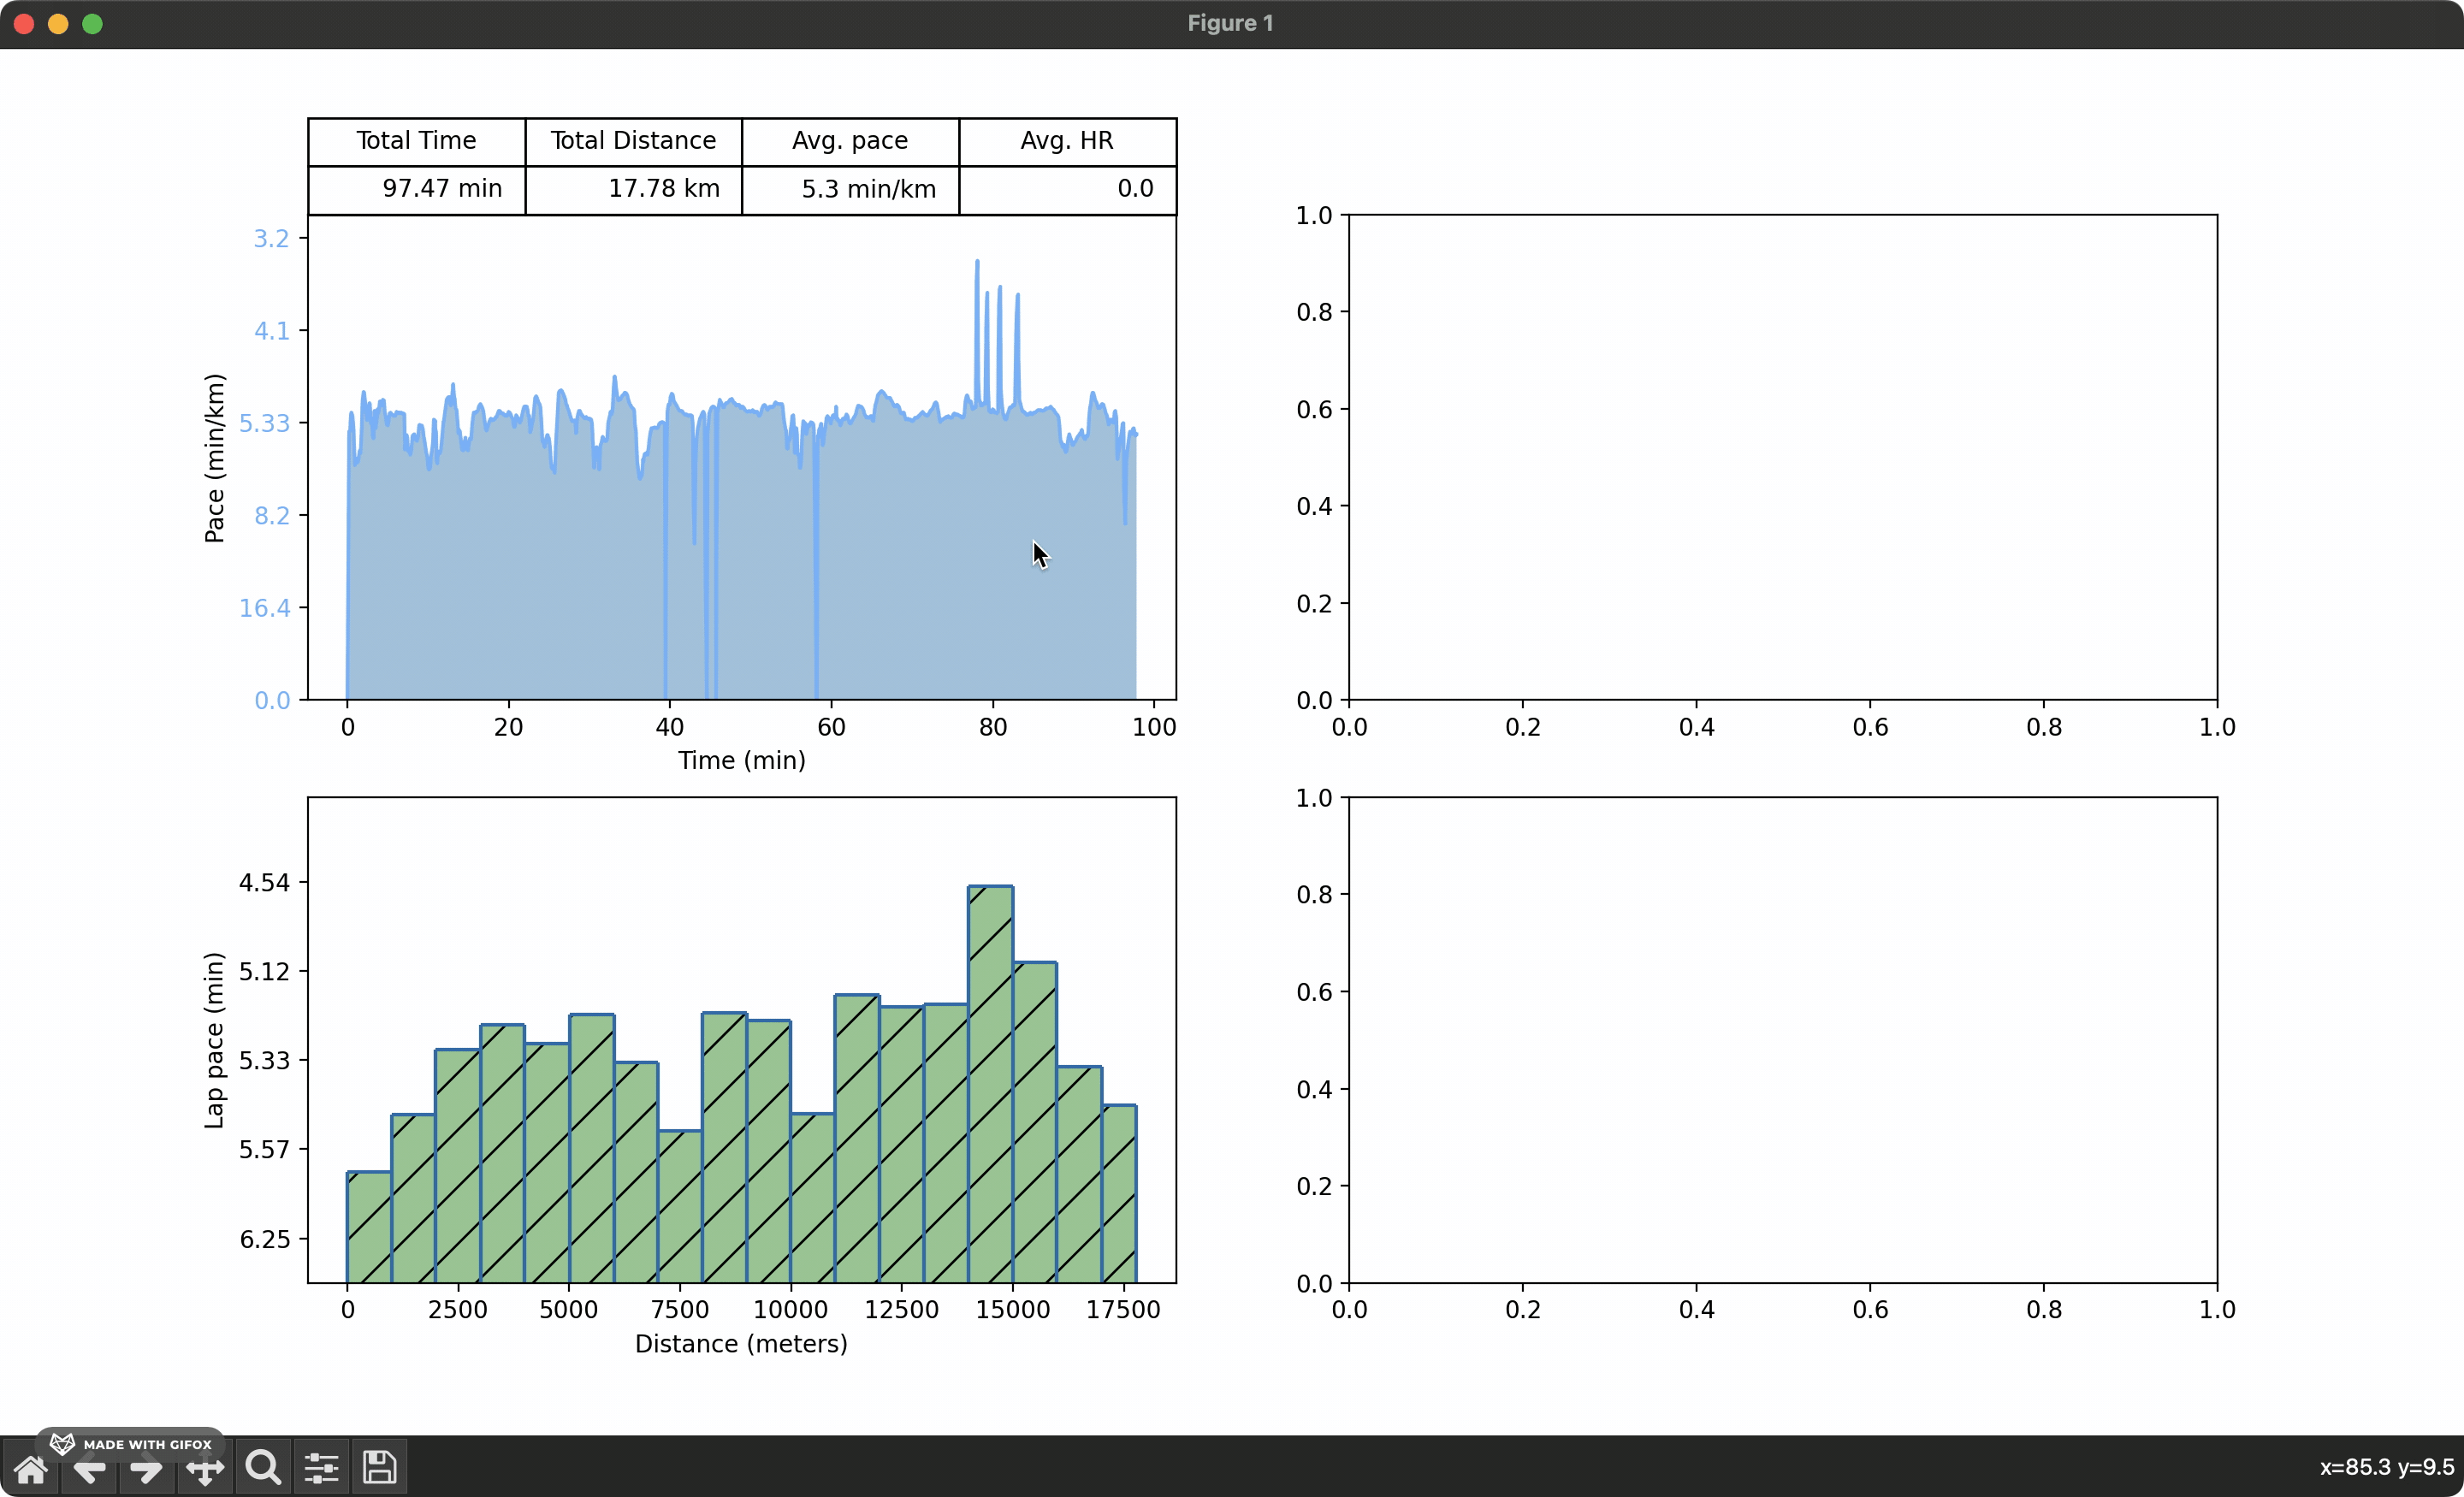 Figure 1
Total Time Total Distance Avg. pace Avg. HR
97.47 min 17.78 km 5.3 min/km 0.0
3.2
4.1
5.33
8.2
16.4
0.0
Pace (min/km)
0 20 40 60 80 100
Time (min)
1.0
0.8
0.6
0.4
0.2
0.0
0.0 0.2 0.4 0.6 0.8 1.0
4.54
5.12
5.33
5.57
6.25
Lap pace (min)
0 2500 5000 7500 10000 12500 15000 17500
Distance (meters)
1.0
0.8
0.6
0.4
0.2
0.0
0.0 0.2 0.4 0.6 0.8 1.0
MADE WITH GIFOX
x=85.3 y=9.5